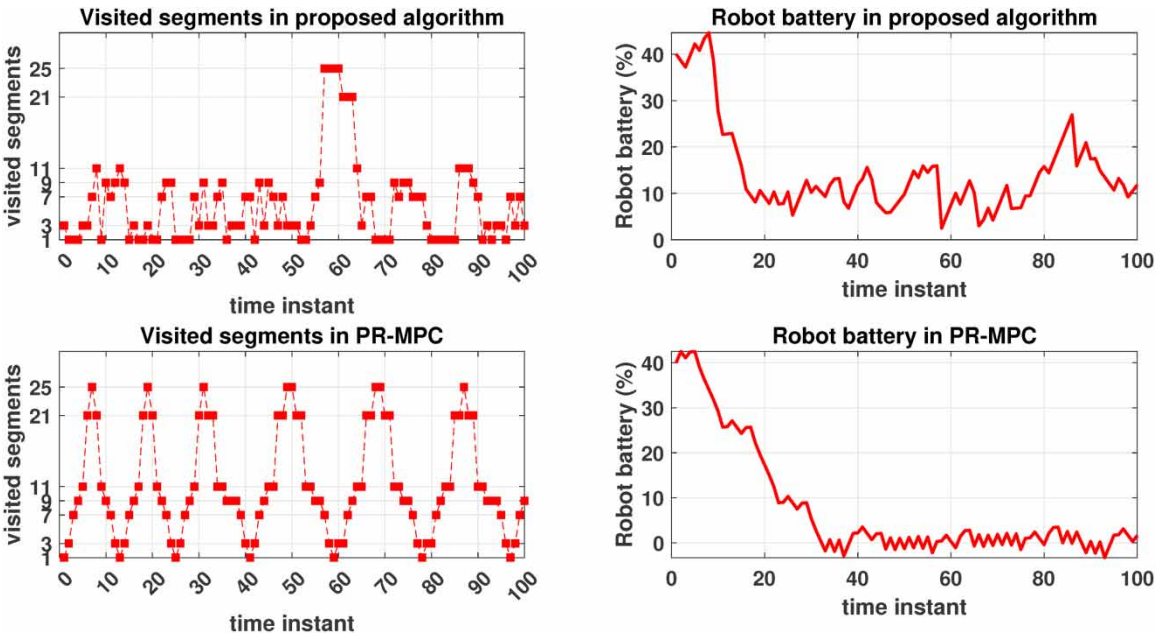 Visited segments in proposed algorithm
visited segments
25
21
11
9
7
3
1
0 10 20 30 40 50 60 70 80 90 100
time instant
Robot battery in proposed algorithm
Robot battery (%)
40
30
20
10
0
0 20 40 60 80 100
time instant
Visited segments in PR-MPC
visited segments
25
21
11
9
7
3
1
0 10 20 30 40 50 60 70 80 90 100
time instant
Robot battery in PR-MPC
Robot battery (%)
40
30
20
10
0
0 20 40 60 80 100
time instant